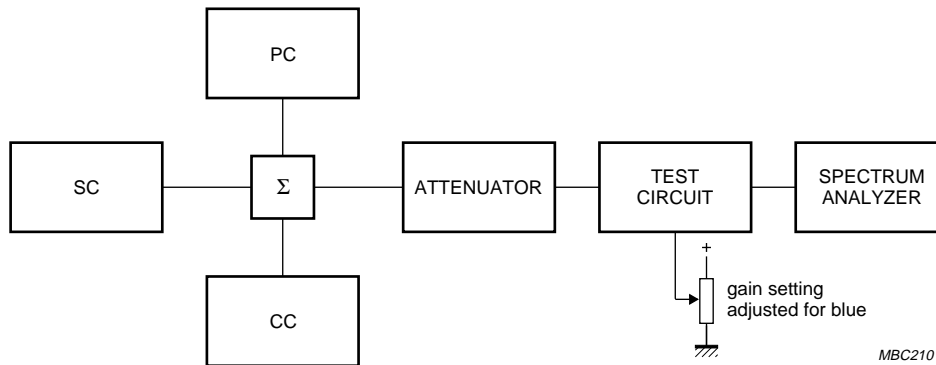 PC
SC
Σ
ATTENUATOR
TEST
CIRCUIT
SPECTRUM
ANALYZER
CC
+
gain setting
adjusted for blue
MBC210